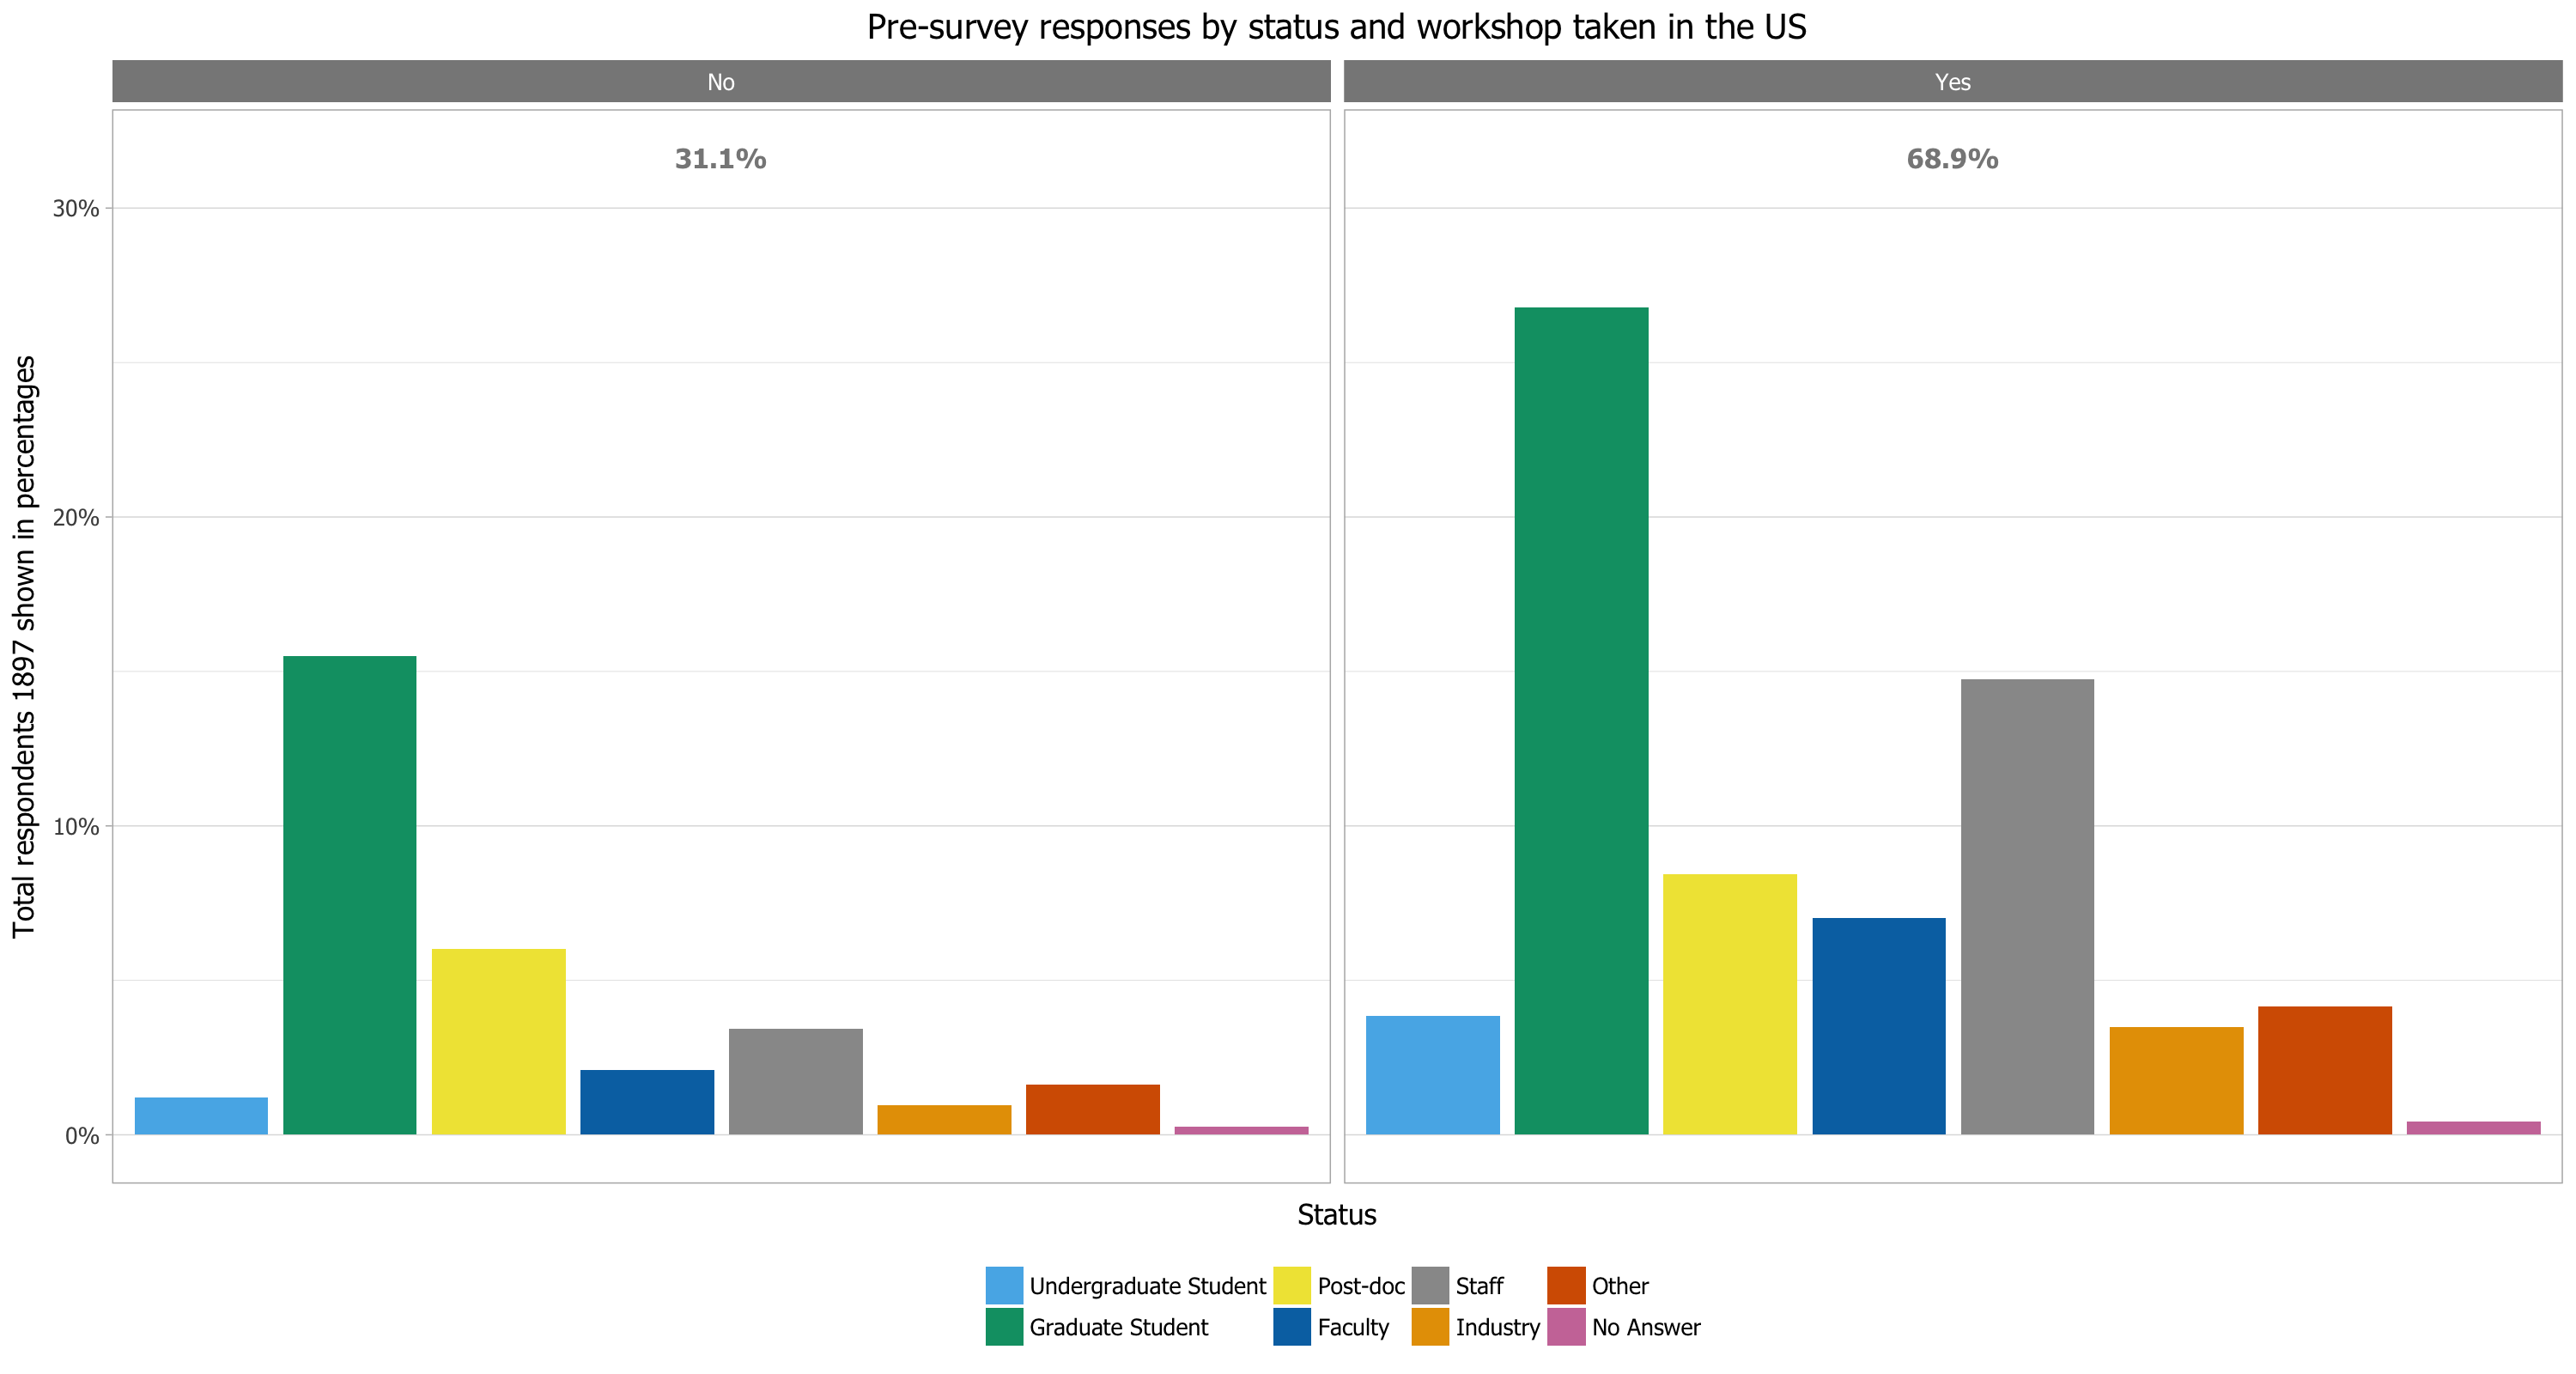 Pre-survey responses by status and workshop taken in the US
No
Yes
31.1%
68.9%
30%
20%
10%
0%
Total respondents 1897 shown in percentages
Status
Undergraduate Student
Post-doc
Staff
Other
Graduate Student
Faculty
Industry
No Answer